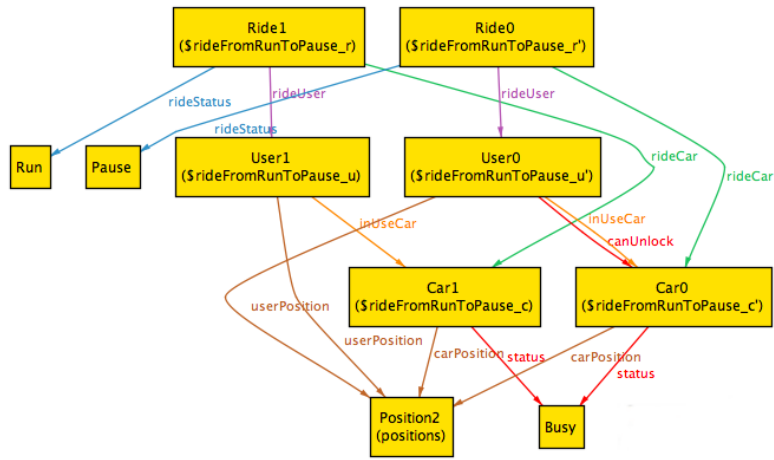 Ride1
($rideFromRunToPause_r)
Ride0
($rideFromRunToPause_r')
rideStatus
rideUser
rideUser
rideStatus
Run
Pause
User1
($rideFromRunToPause_u)
User0
($rideFromRunToPause_u')
rideCar
rideCar
inUseCar
inUseCar
canUnlock
Car1
($rideFromRunToPause_c)
Car0
($rideFromRunToPause_c')
userPosition
userPosition
carPosition
status
carPosition
status
Position2
(positions)
Busy